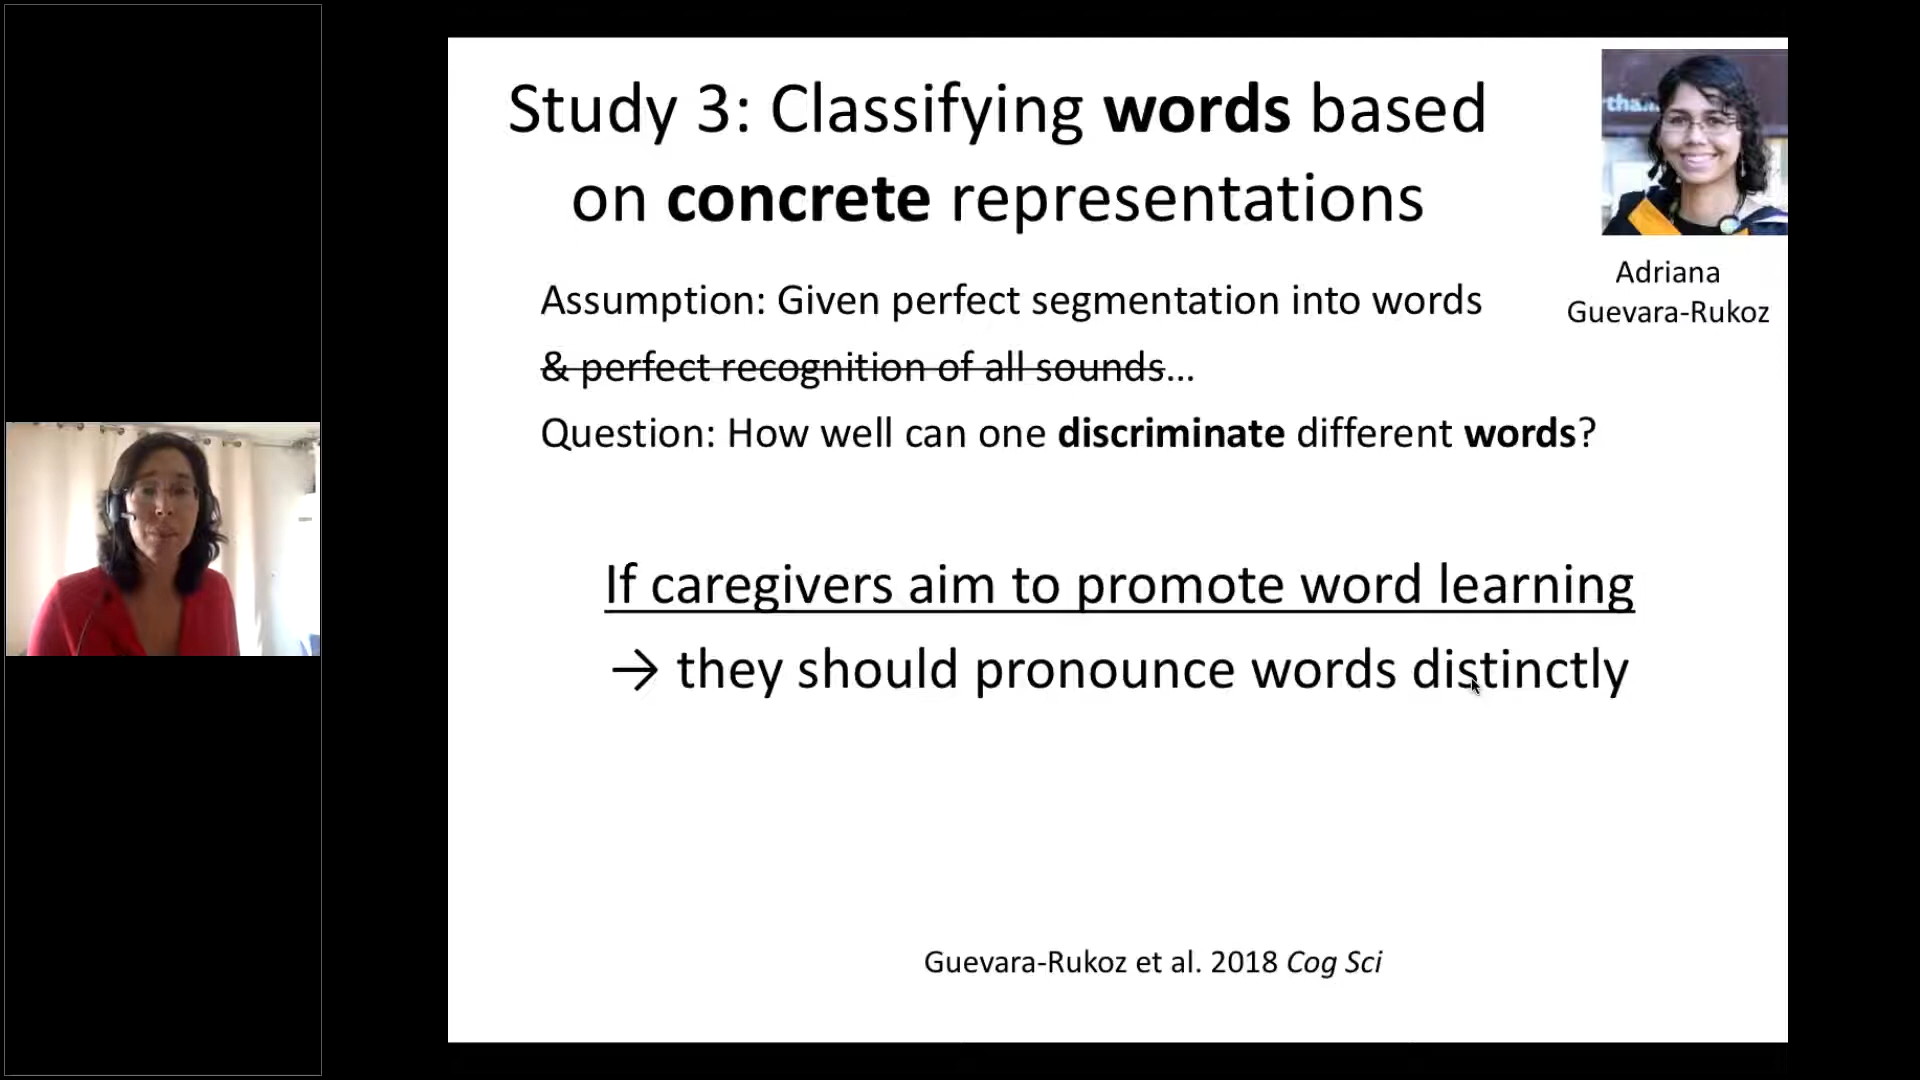 Study 3: Classifying words based
on concrete representations
Adriana
Guevara-Rukoz
Assumption: Given perfect segmentation into words
& perfect recognition of all sounds...
Question: How well can one discriminate different words?
If caregivers aim to promote word learning
→ they should pronounce words distinctly
Guevara-Rukoz et al. 2018 Cog Sci